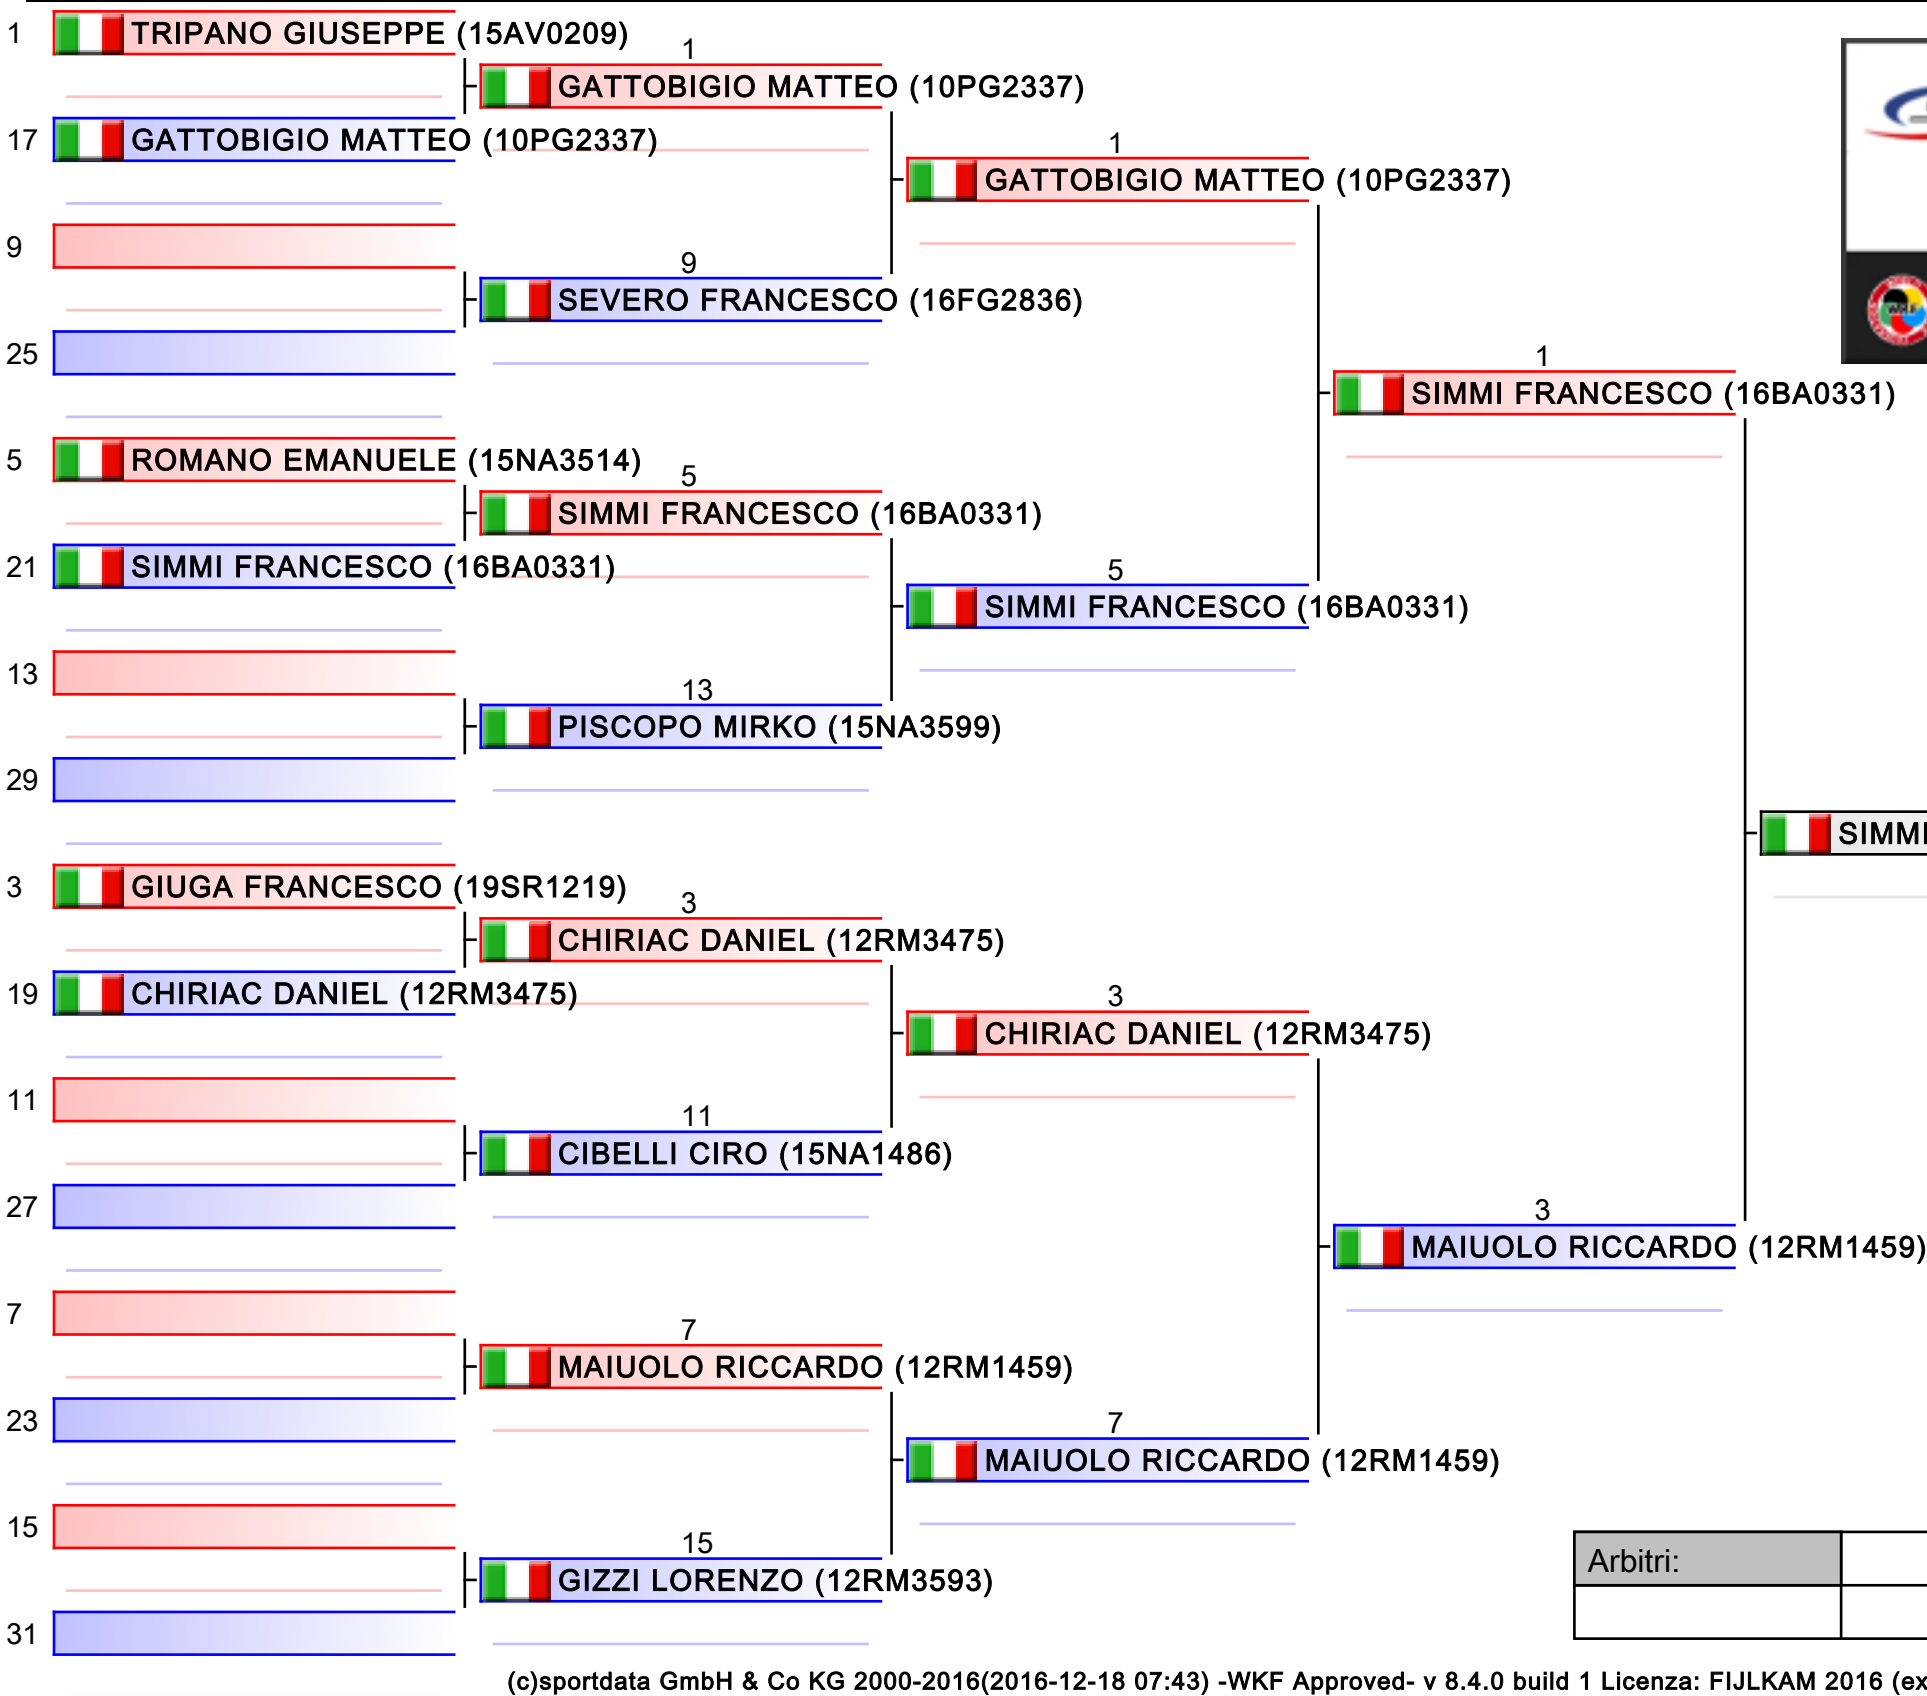 1 TRIPANO GIUSEPPE (15AV0209)
1
GATTOBIGIO MATTEO (10PG2337)
17 GATTOBIGIO MATTEO (10PG2337)
1
GATTOBIGIO MATTEO (10PG2337)
9
9
SEVERO FRANCESCO (16FG2836)
25
1
SIMMI FRANCESCO (16BA0331)
5 ROMANO EMANUELE (15NA3514)
5
SIMMI FRANCESCO (16BA0331)
21 SIMMI FRANCESCO (16BA0331)
5
SIMMI FRANCESCO (16BA0331)
13
13
PISCOPO MIRKO (15NA3599)
29
SIMMI
3 GIUGA FRANCESCO (19SR1219)
3
CHIRIAC DANIEL (12RM3475)
19 CHIRIAC DANIEL (12RM3475)
3
CHIRIAC DANIEL (12RM3475)
11
11
CIBELLI CIRO (15NA1486)
27
3
MAIUOLO RICCARDO (12RM1459)
7
7
MAIUOLO RICCARDO (12RM1459)
23
7
MAIUOLO RICCARDO (12RM1459)
15
15
GIZZI LORENZO (12RM3593)
31
Arbitri:
(c)sportdata GmbH & Co KG 2000-2016(2016-12-18 07:43) -WKF Approved- v 8.4.0 build 1 Licenza: FIJLKAM 2016 (ex